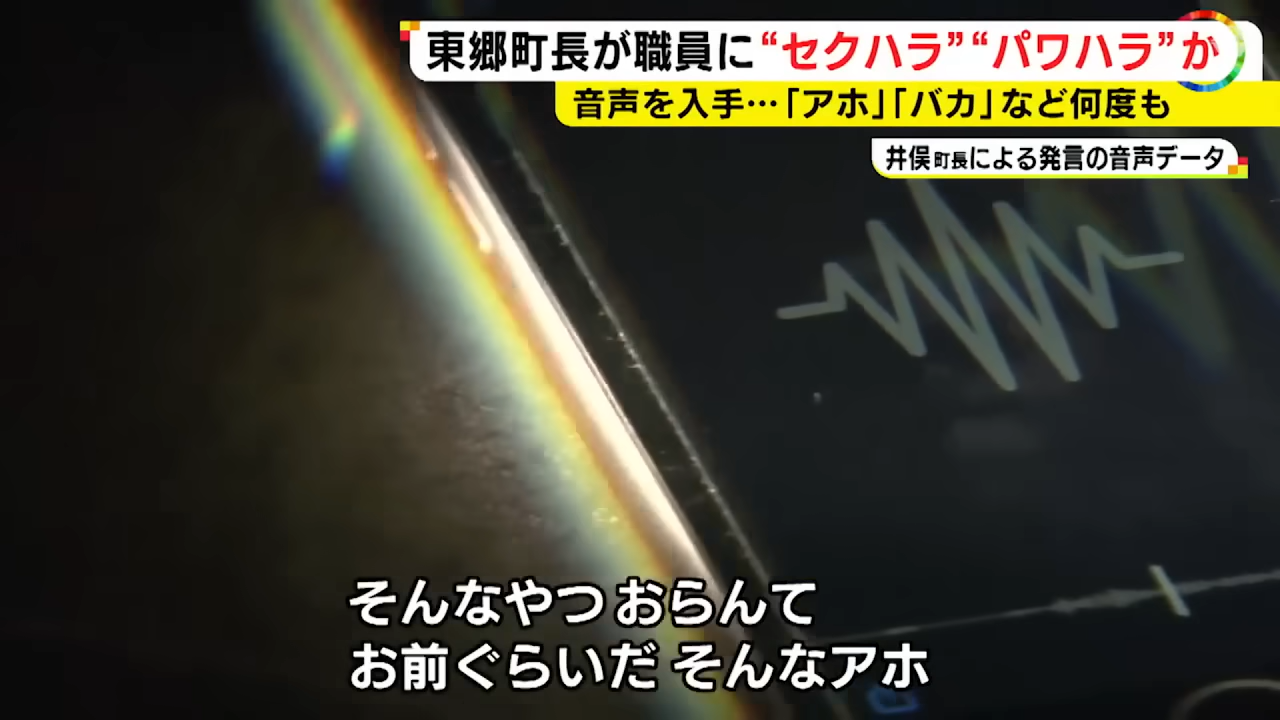 東郷町長が職員に“セクハラ”“パワハラ”か
音声を入手…「アホ」「バカ」など何度も
井俣町長による発言の音声データ
そんなやつ おらんて
お前ぐらいだ そんなアホ